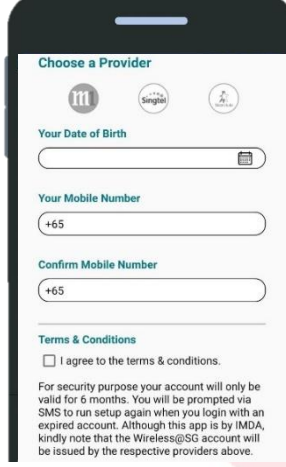 Choose a Provider
m1
Singtel
Your Date of Birth
Your Mobile Number
+65
Confirm Mobile Number
+65
Terms & Conditions
I agree to the terms & conditions.
For security purpose your account will only be
valid for 6 months. You will be prompted via
SMS to run setup again when you login with an
expired account. Although this app is by IMDA,
kindly note that the Wireless@SG account will
be issued by the respective providers above.